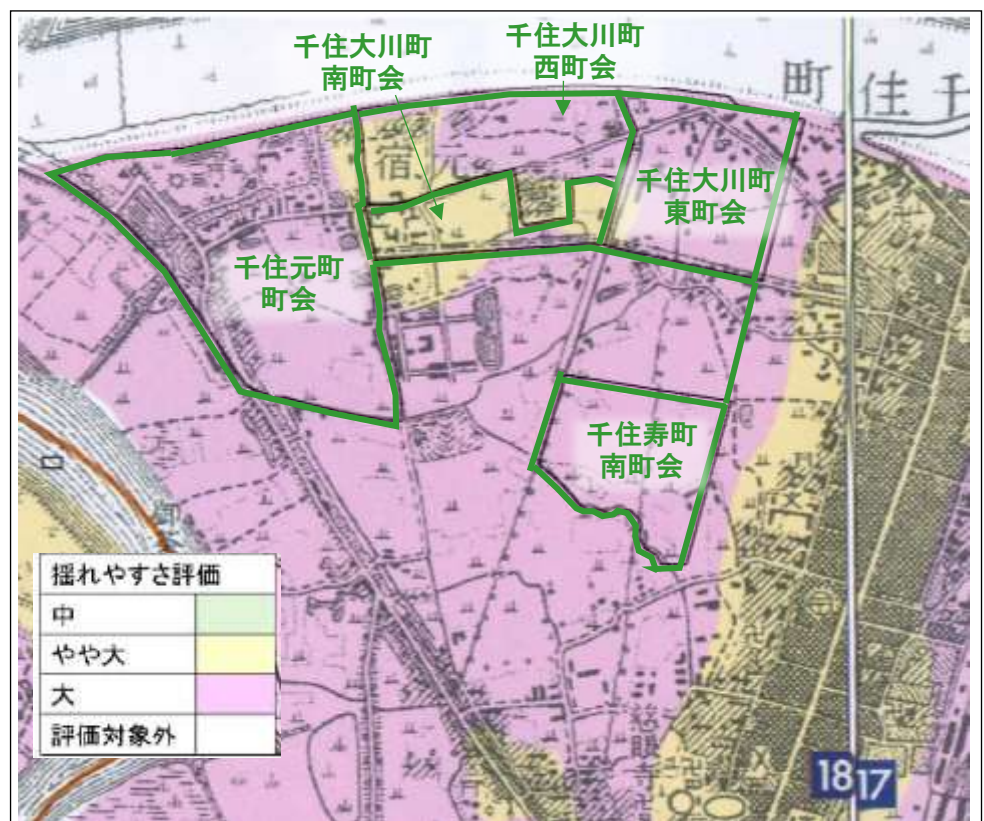 千住大川町
南町会
千住大川町
西町会
町住千
宿元
千住大川町
東町会
千住元町
町会
千住寿町
南町会
揺れやすさ評価
中
やや大
大
評価対象外
18 17